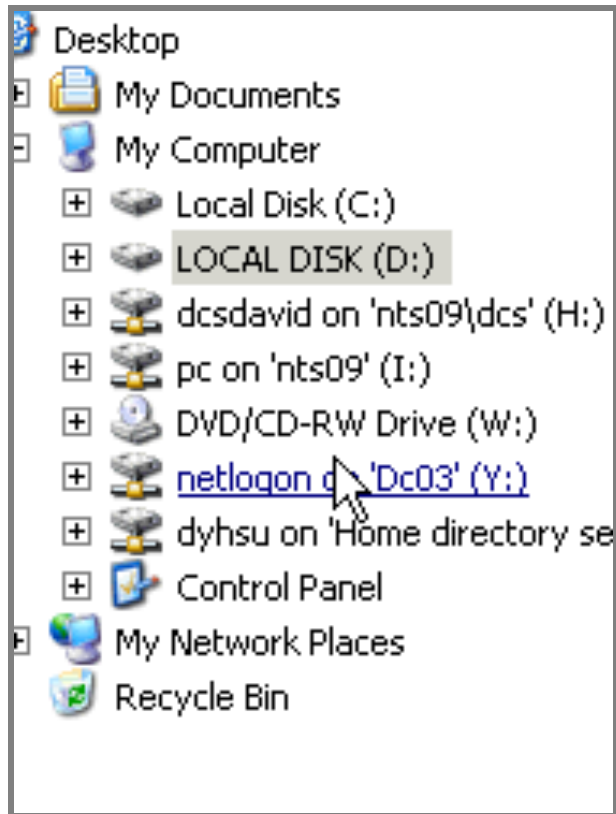 Desktop
My Documents
My Computer
Local Disk (C:)
LOCAL DISK (D:)
dcsdavid on 'nts09\dcs' (H:)
pc on 'nts09' (I:)
DVD/CD-RW Drive (W:)
netlogon on 'Dc03' (Y:)
dyhsu on 'Home directory se
Control Panel
My Network Places
Recycle Bin